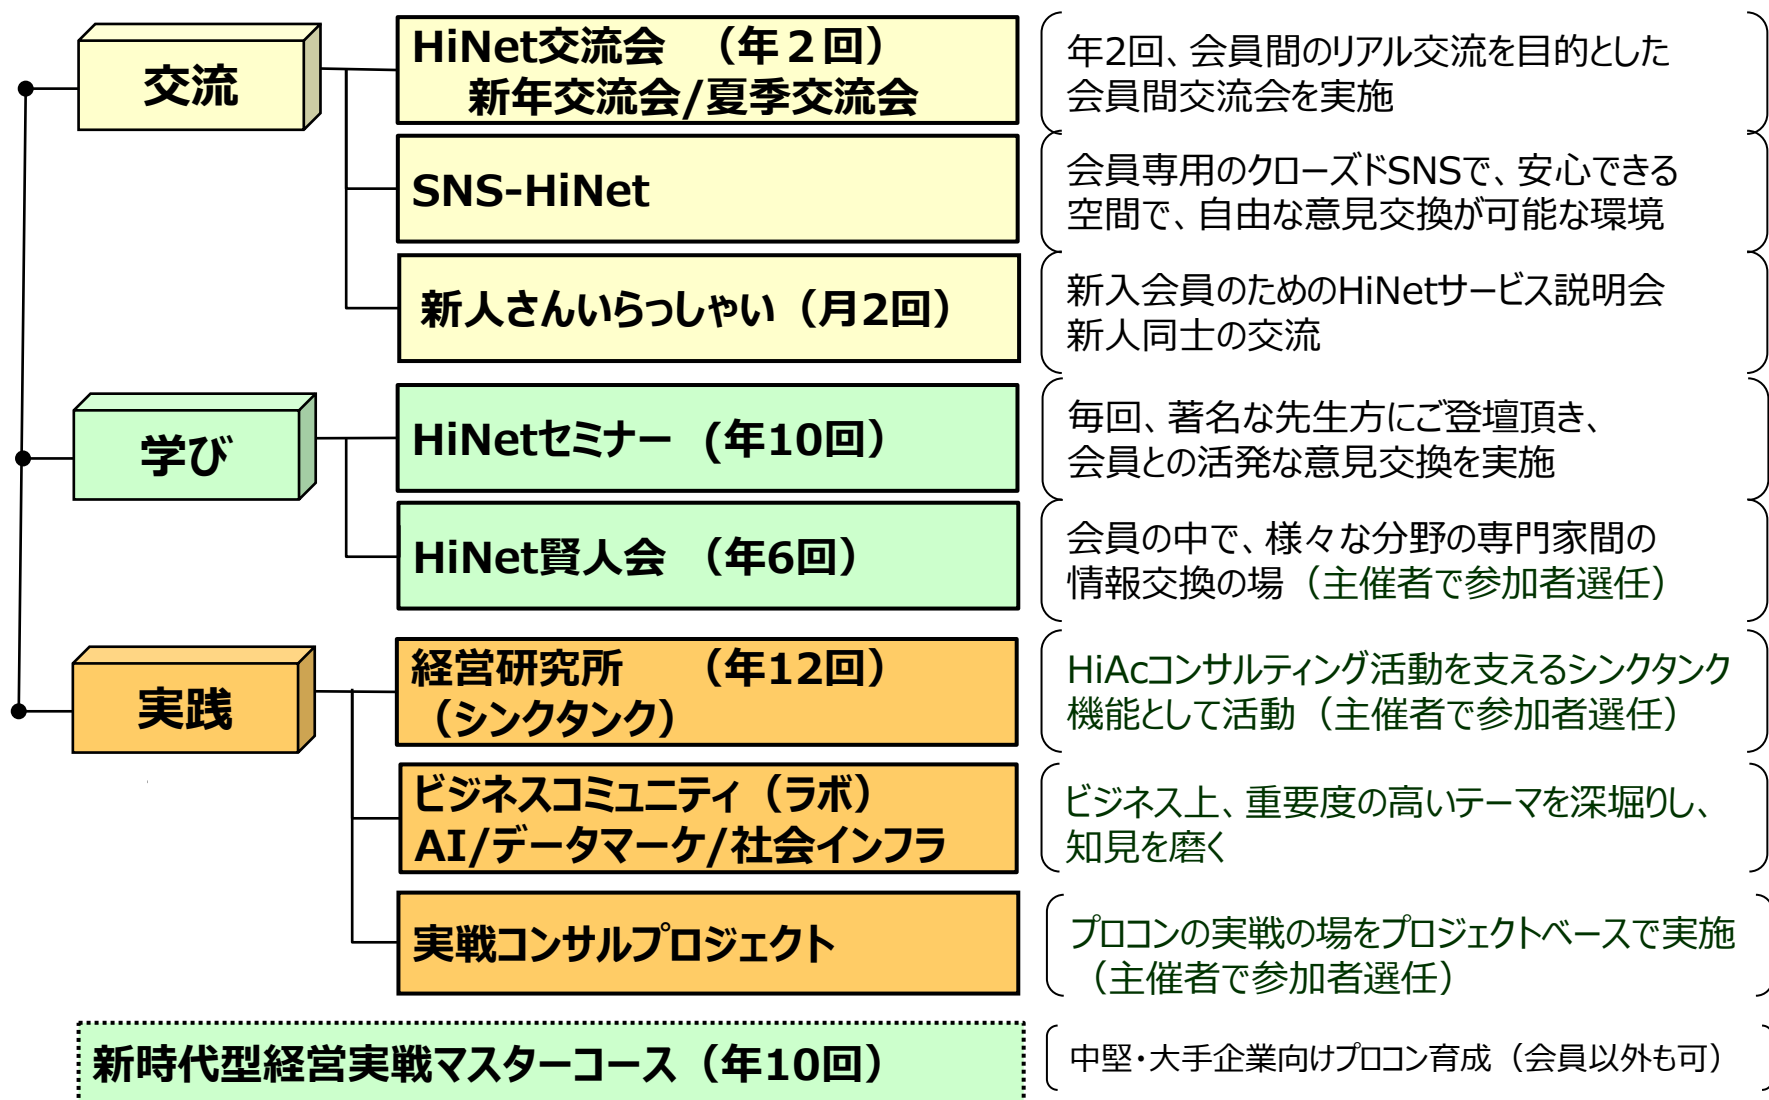 交流
HiNet交流会 （年２回）
新年交流会/夏季交流会
年2回、会員間のリアル交流を目的とした
会員間交流会を実施
SNS-HiNet
会員専用のクローズドSNSで、安心できる
空間で、自由な意見交換が可能な環境
新人さんいらっしゃい（月2回）
新入会員のためのHiNetサービス説明会
新人同士の交流
学び
HiNetセミナー (年10回）
毎回、著名な先生方にご登壇頂き、
会員との活発な意見交換を実施
HiNet賢人会 （年6回）
会員の中で、様々な分野の専門家間の
情報交換の場（主催者で参加者選任）
実践
経営研究所 （年12回）
（シンクタンク）
HiAcコンサルティング活動を支えるシンクタンク
機能として活動（主催者で参加者選任）
ビジネスコミュニティ（ラボ）
AI/データマーケ/社会インフラ
ビジネス上、重要度の高いテーマを深堀りし、
知見を磨く
実戦コンサルプロジェクト
プロコンの実戦の場をプロジェクトベースで実施
（主催者で参加者選任）
新時代型経営実戦マスターコース（年10回）
中堅・大手企業向けプロコン育成（会員以外も可）